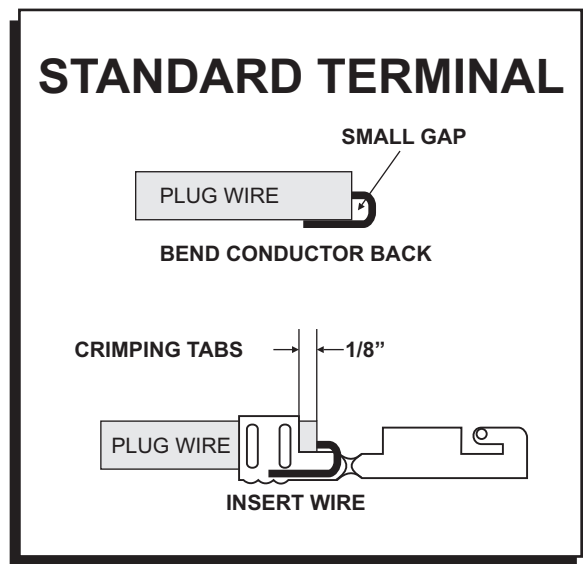 STANDARD TERMINAL
SMALL GAP
PLUG WIRE
BEND CONDUCTOR BACK
CRIMPING TABS
1/8”
PLUG WIRE
INSERT WIRE